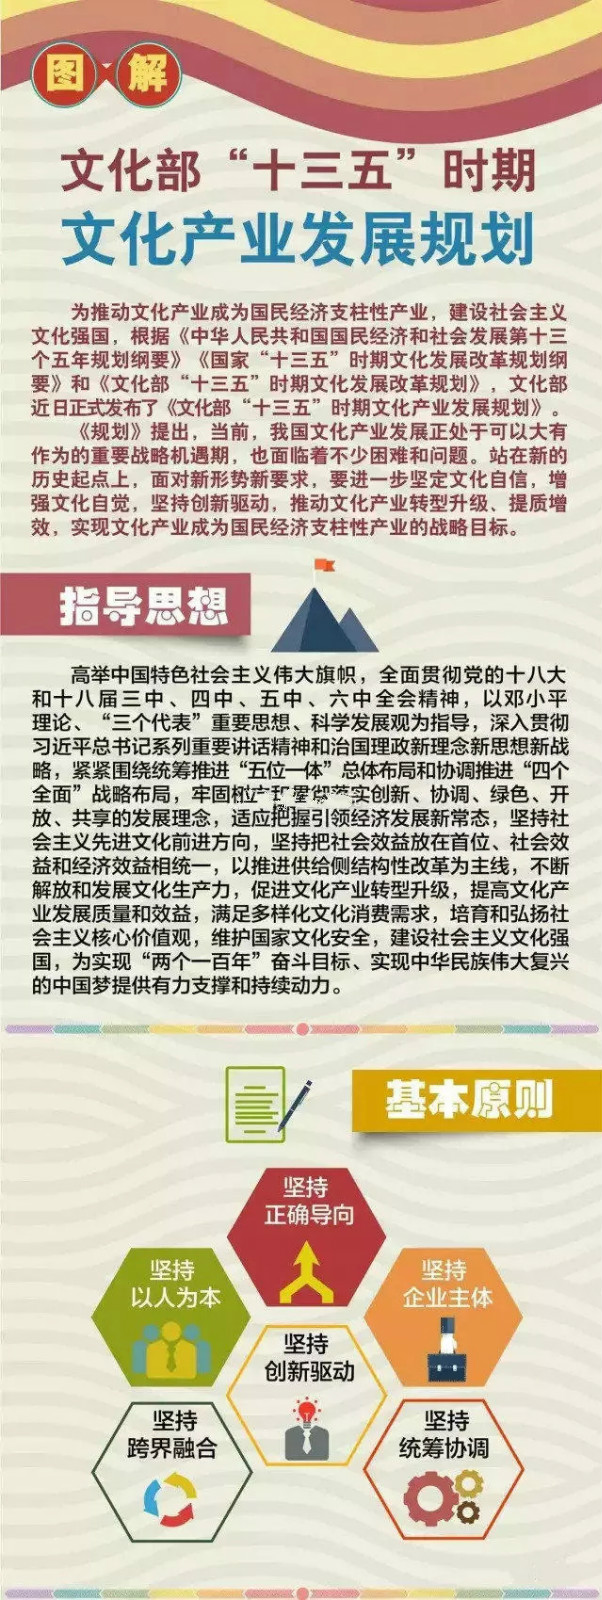 图解
文化部“十三五”时期
文化产业发展规划
为推动文化产业成为国民经济支柱性产业，建设社会主义
文化强国，根据《中华人民共和国国民经济和社会发展第十三
个五年规划纲要》《国家“十三五”时期文化发展改革规划纲
要》和《文化部“十三五”时期文化发展改革规划》，文化部
近日正式发布了《文化部“十三五”时期文化产业发展规划》。
《规划》提出，当前，我国文化产业发展正处于可以大有
作为的重要战略机遇期，也面临着不少困难和问题。站在新的
历史起点上，面对新形势新要求，要进一步坚定文化自信，增
强文化自觉，坚持创新驱动，推动文化产业转型升级、提质增
效，实现文化产业成为国民经济支柱性产业的战略目标。
指导思想
高举中国特色社会主义伟大旗帜，全面贯彻党的十八大
和十八届三中、四中、五中、六中全会精神，以邓小平
理论、“三个代表”重要思想、科学发展观为指导，深入贯彻
习近平总书记系列重要讲话精神和治国理政新理念新思想新战
略，紧紧围绕统筹推进“五位一体”总体布局和协调推进“四个
全面”战略布局，牢固树立和贯彻落实创新、协调、绿色、开
放、共享的发展理念，适应把握引领经济发展新常态，坚持社
会主义先进文化前进方向，坚持把社会效益放在首位、社会效
益和经济效益相统一，以推进供给侧结构性改革为主线，不断
解放和发展文化生产力，促进文化产业转型升级，提高文化产
业发展质量和效益，满足多样化文化消费需求，培育和弘扬社
会主义核心价值观，维护国家文化安全，建设社会主义文化强
国，为实现“两个一百年”奋斗目标、实现中华民族伟大复兴
的中国梦提供有力支撑和持续动力。
基本原则
坚持
正确导向
坚持
以人为本
坚持
企业主体
坚持
创新驱动
坚持
跨界融合
坚持
统筹协调